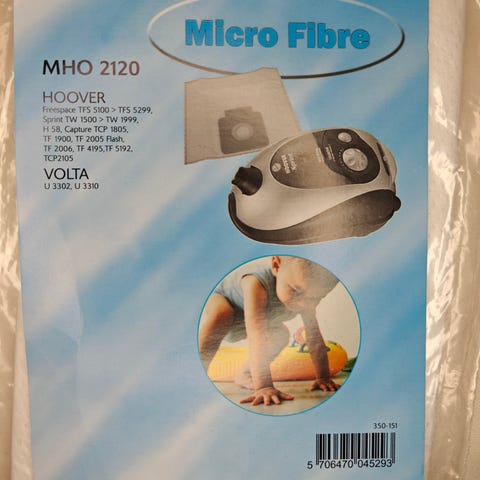 Micro Fibre
MHO 2120
HOOVER
Freespace TFS 5100 > TFS 5299,
Sprint TW 1500 > TW 1999,
H 58, Capture TCP 1805,
TF 1900, TF 2005 Flash,
TF 2006, TF 4195,TF 5192,
TCP2105
VOLTA
U 3302, U 3310
350-151
5 706470 045293